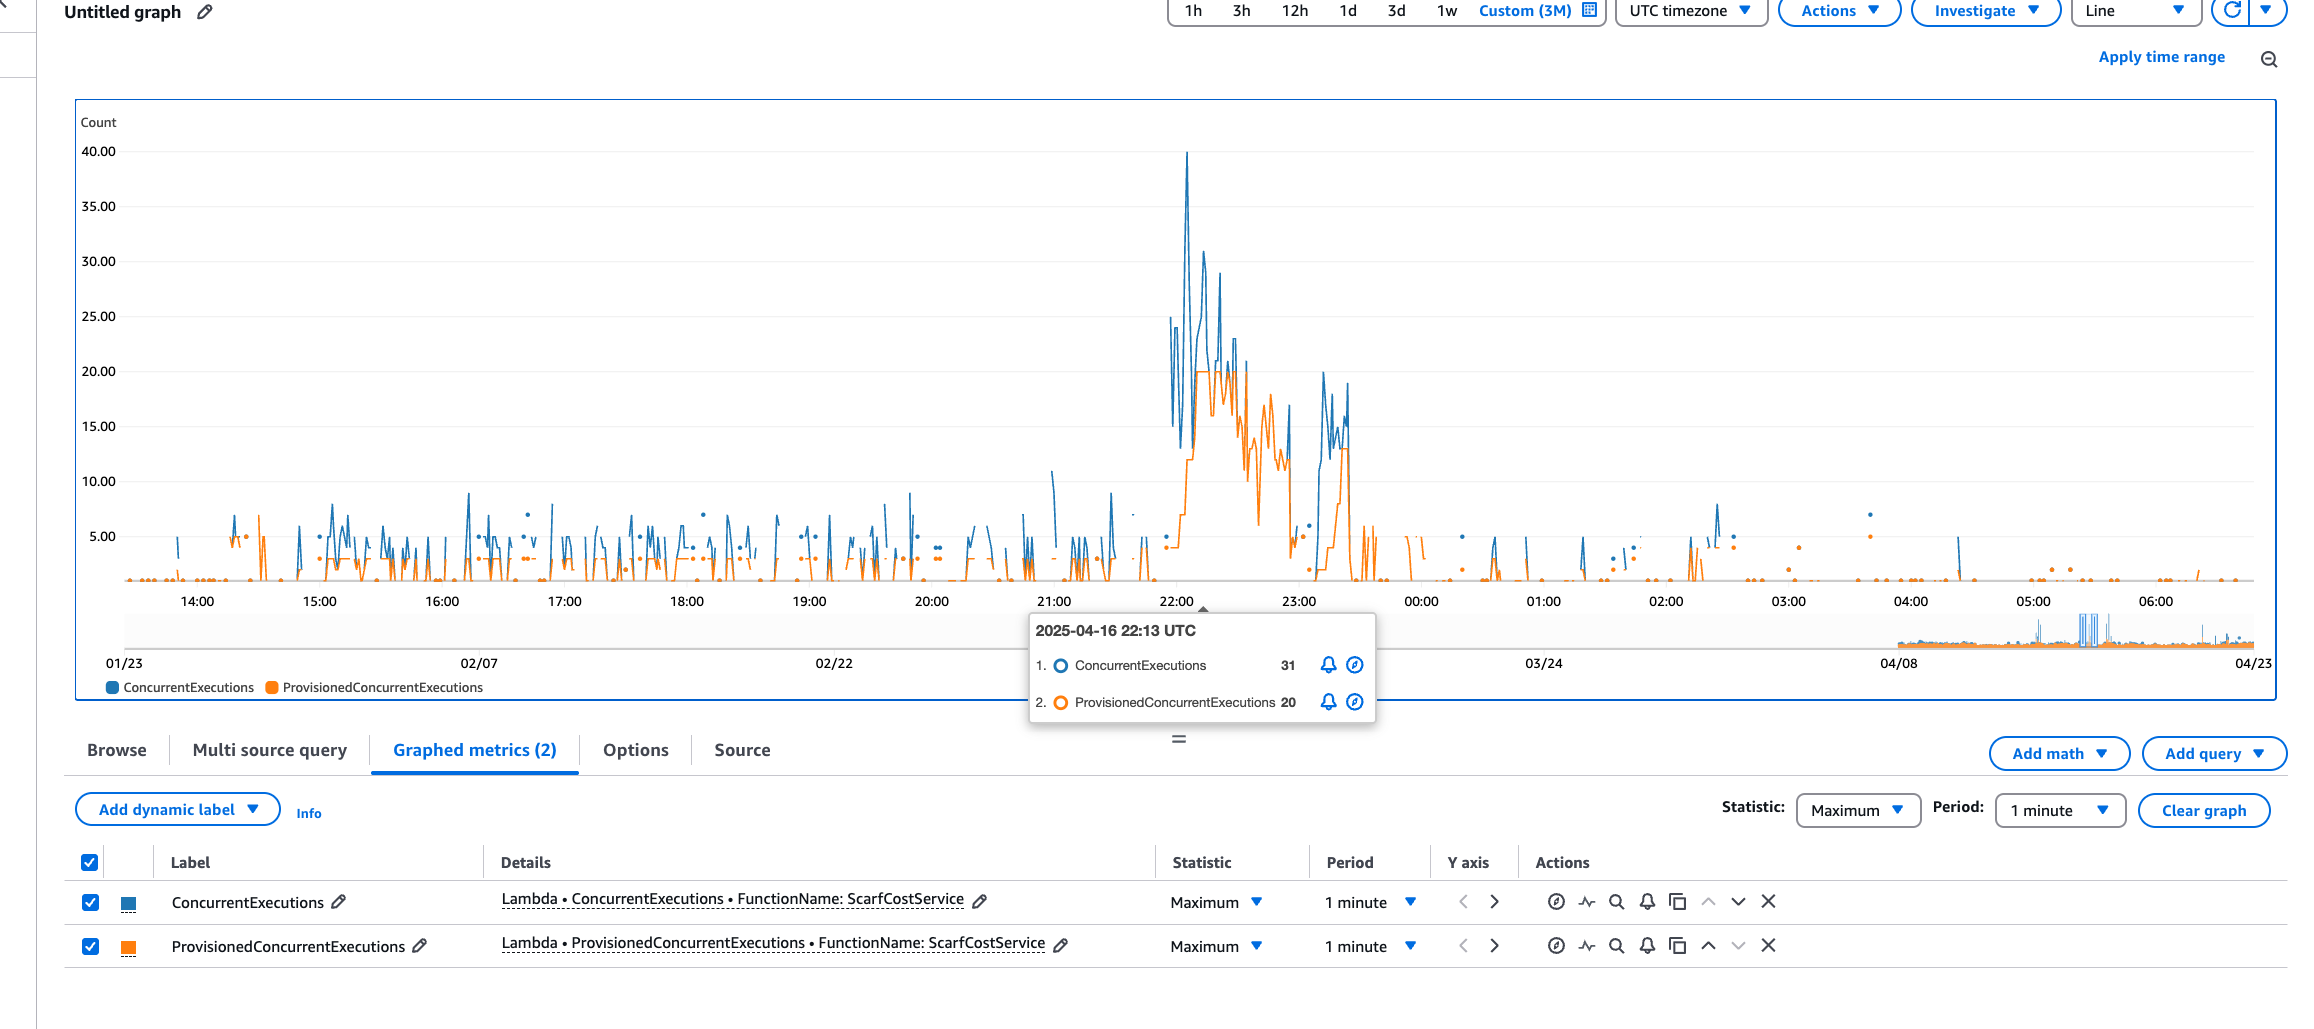 Untitled graph
1h 3h 12h 1d 3d 1w Custom (3M) UTC timezone Actions Investigate Line
Apply time range
Count
40.00
35.00
30.00
25.00
20.00
15.00
10.00
5.00
14:00 15:00 16:00 17:00 18:00 19:00 20:00 21:00 22:00 23:00 00:00 01:00 02:00 03:00 04:00 05:00 06:00
2025-04-16 22:13 UTC
1. ConcurrentExecutions 31
2. ProvisionedConcurrentExecutions 20
01/23 02/07 02/22 03/24 04/08 04/23
ConcurrentExecutions ProvisionedConcurrentExecutions
Browse Multi source query Graphed metrics (2) Options Source
Add math Add query
Add dynamic label Info Statistic: Maximum Period: 1 minute Clear graph
Label Details Statistic Period Y axis Actions
ConcurrentExecutions Lambda • ConcurrentExecutions • FunctionName: ScarfCostService Maximum 1 minute
ProvisionedConcurrentExecutions Lambda • ProvisionedConcurrentExecutions • FunctionName: ScarfCostService Maximum 1 minute